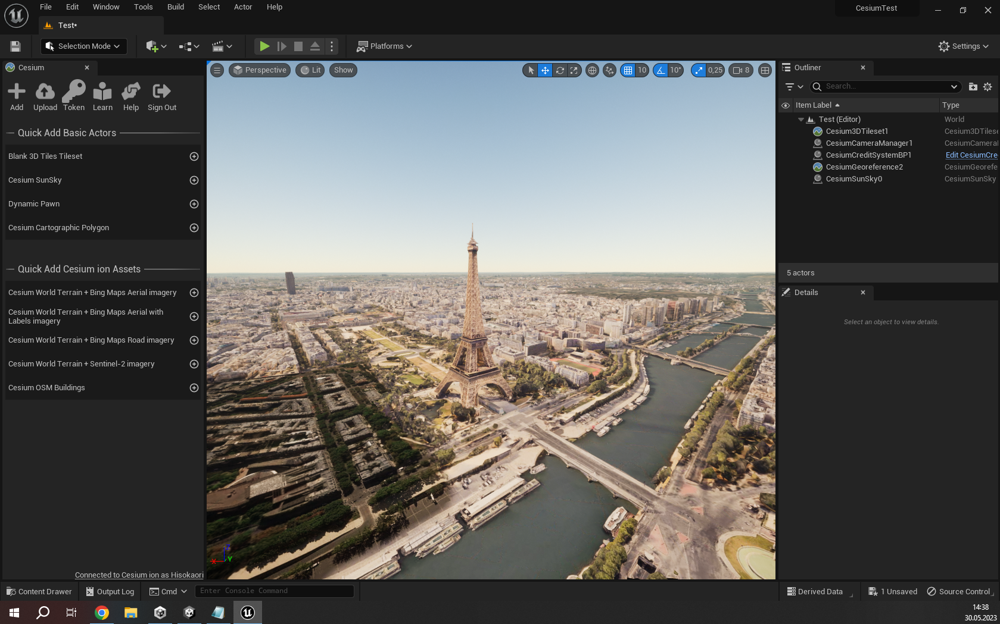 File Edit Window Tools Build Select Actor Help
CesiumTest
Test*
Selection Mode
Platforms
Settings
Cesium
Add Upload Token Learn Help Sign Out
Quick Add Basic Actors
Blank 3D Tiles Tileset
Cesium SunSky
Dynamic Pawn
Cesium Cartographic Polygon
Quick Add Cesium ion Assets
Cesium World Terrain + Bing Maps Aerial imagery
Cesium World Terrain + Bing Maps Aerial with
Labels imagery
Cesium World Terrain + Bing Maps Road imagery
Cesium World Terrain + Sentinel-2 imagery
Cesium OSM Buildings
Connected to Cesium ion as Hisokaori
Perspective Lit Show
10 10° 0,25 8
X Y Z
Outliner
Search...
Item Label Type
Test (Editor) World
Cesium3DTileset1 Cesium3DTilese
CesiumCameraManager1 CesiumCamera
CesiumCreditSystemBP1 Edit CesiumCre
CesiumGeoreference2 CesiumGeorefe
CesiumSunSky0 CesiumSunSky
5 actors
Details
Select an object to view details.
Content Drawer Output Log Cmd Enter Console Command
Derived Data 1 Unsaved Source Control
14:38
30.05.2023